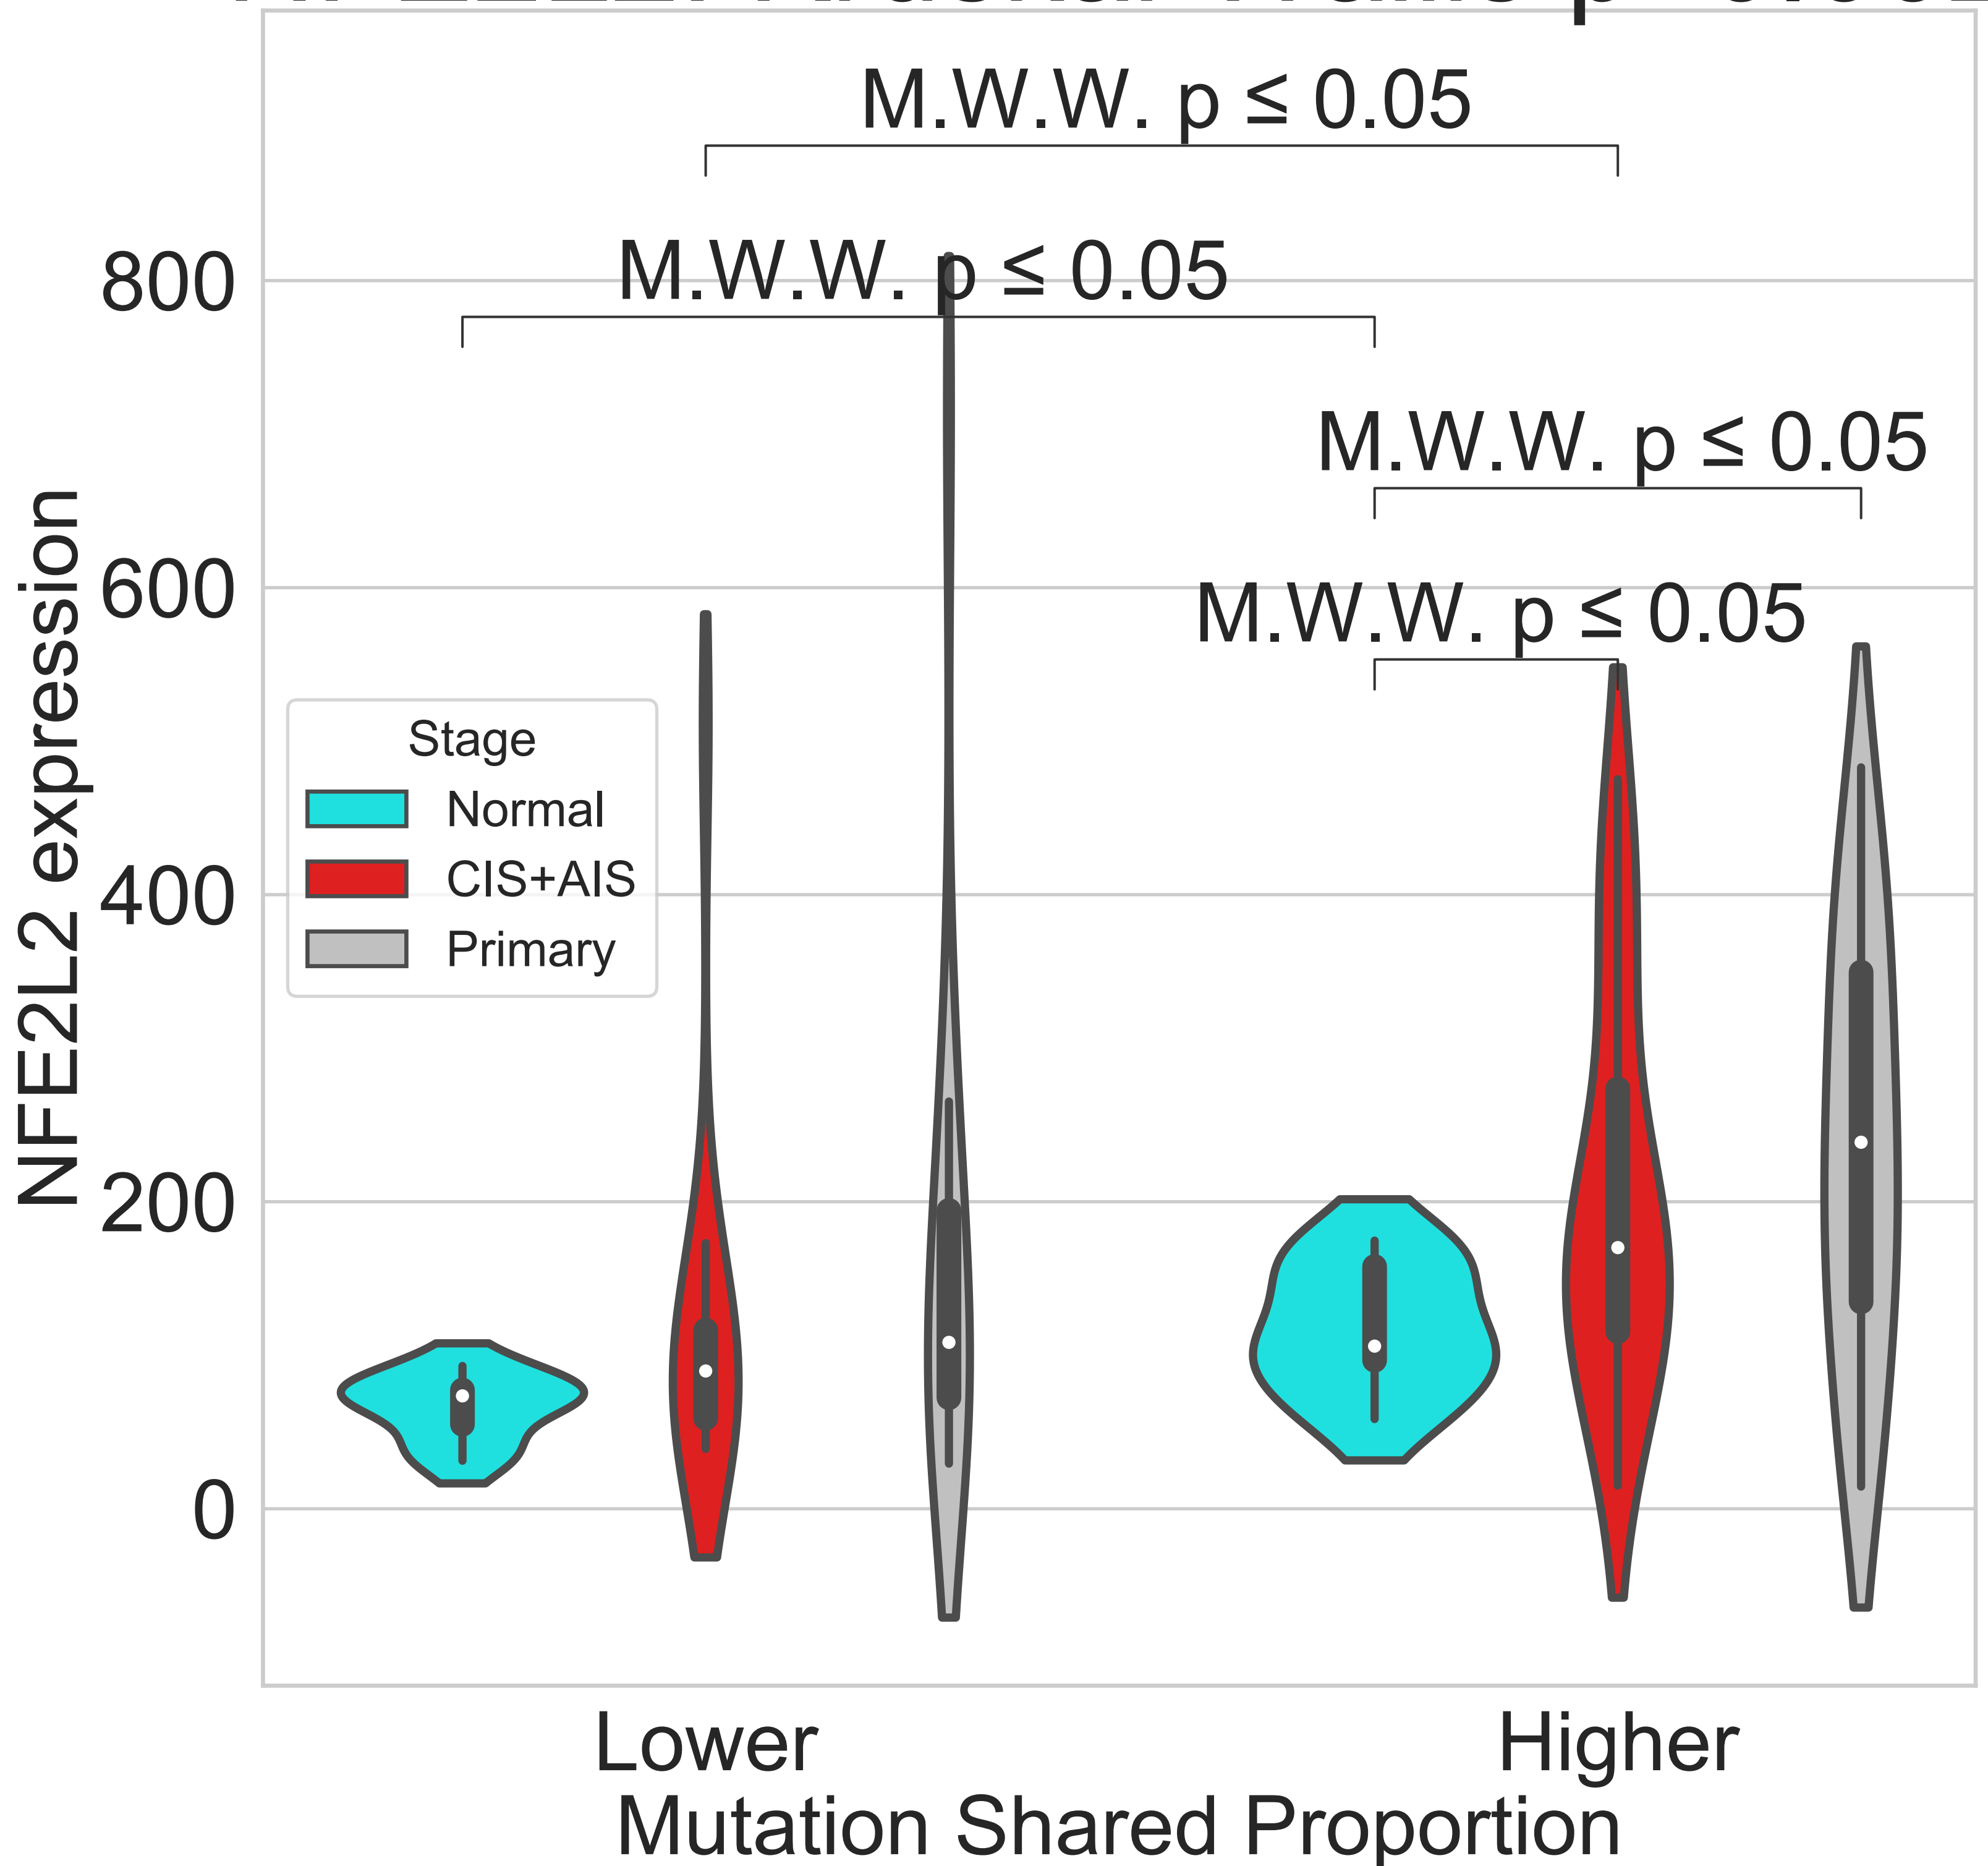 M.W.W. p ≤ 0.05
M.W.W. p ≤ 0.05
M.W.W. p ≤ 0.05
M.W.W. p ≤ 0.05
NFE2L2 expression
800
600
400
200
0
Stage
Normal
CIS+AIS
Primary
Lower
Higher
Mutation Shared Proportion